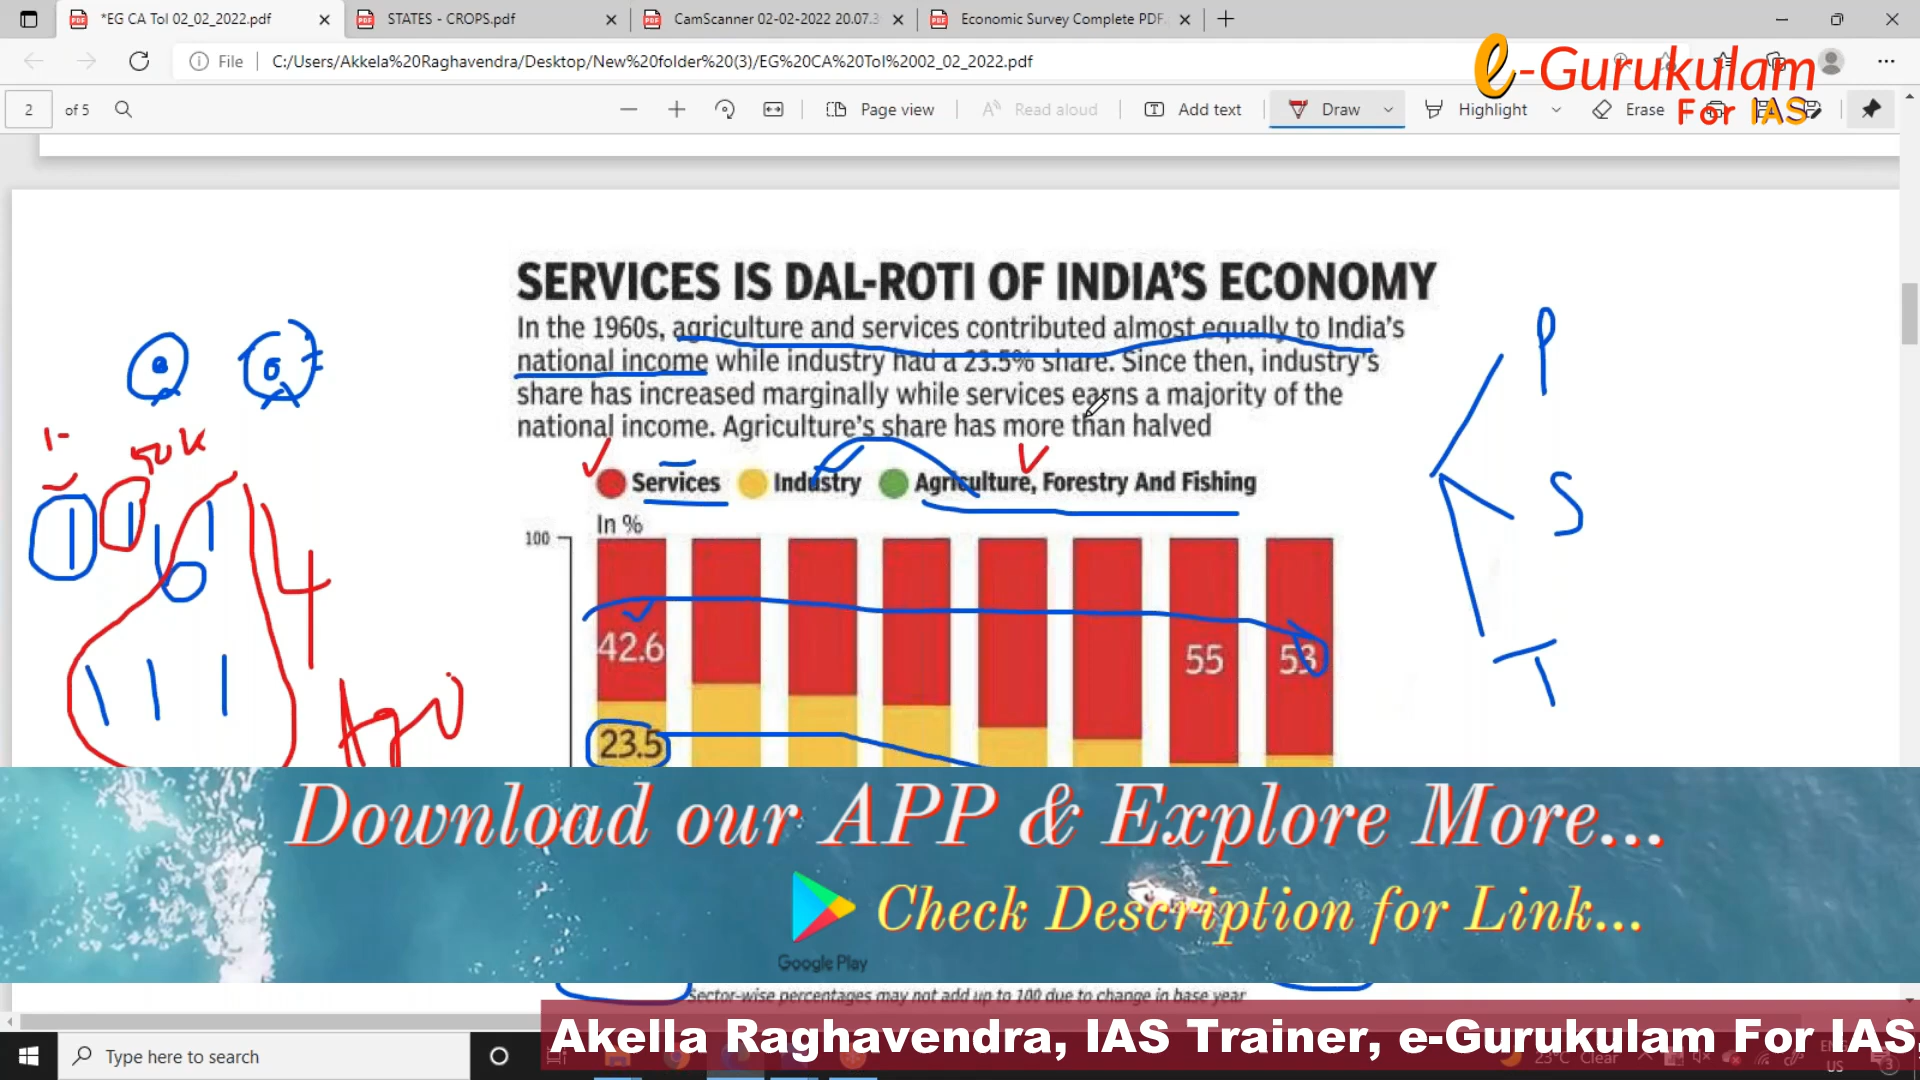 *EG CA ToI 02_02_2022.pdf
STATES - CROPS.pdf
CamScanner 02-02-2022 20.07.3
Economic Survey Complete PDF
File
C:/Users/Akkela%20Raghavendra/Desktop/New%20folder%20(3)/EG%20CA%20ToI%2002_02_2022.pdf
e-Gurukulam
For IAS
2 of 5
Page view
Read aloud
Add text
Draw
Highlight
Erase
SERVICES IS DAL-ROTI OF INDIA'S ECONOMY
In the 1960s, agriculture and services contributed almost equally to India's
national income while industry had a 23.5% share. Since then, industry's
share has increased marginally while services earns a majority of the
national income. Agriculture's share has more than halved
P
S
T
50k
4
Services
Industry
Agriculture, Forestry And Fishing
In %
100
42.6
55
53
23.5
Download our APP & Explore More...
Check Description for Link...
Google Play
Sector-wise percentages may not add up to 100 due to change in base year
Akella Raghavendra, IAS Trainer, e-Gurukulam For IAS,
Type here to search
23°C Clear
US